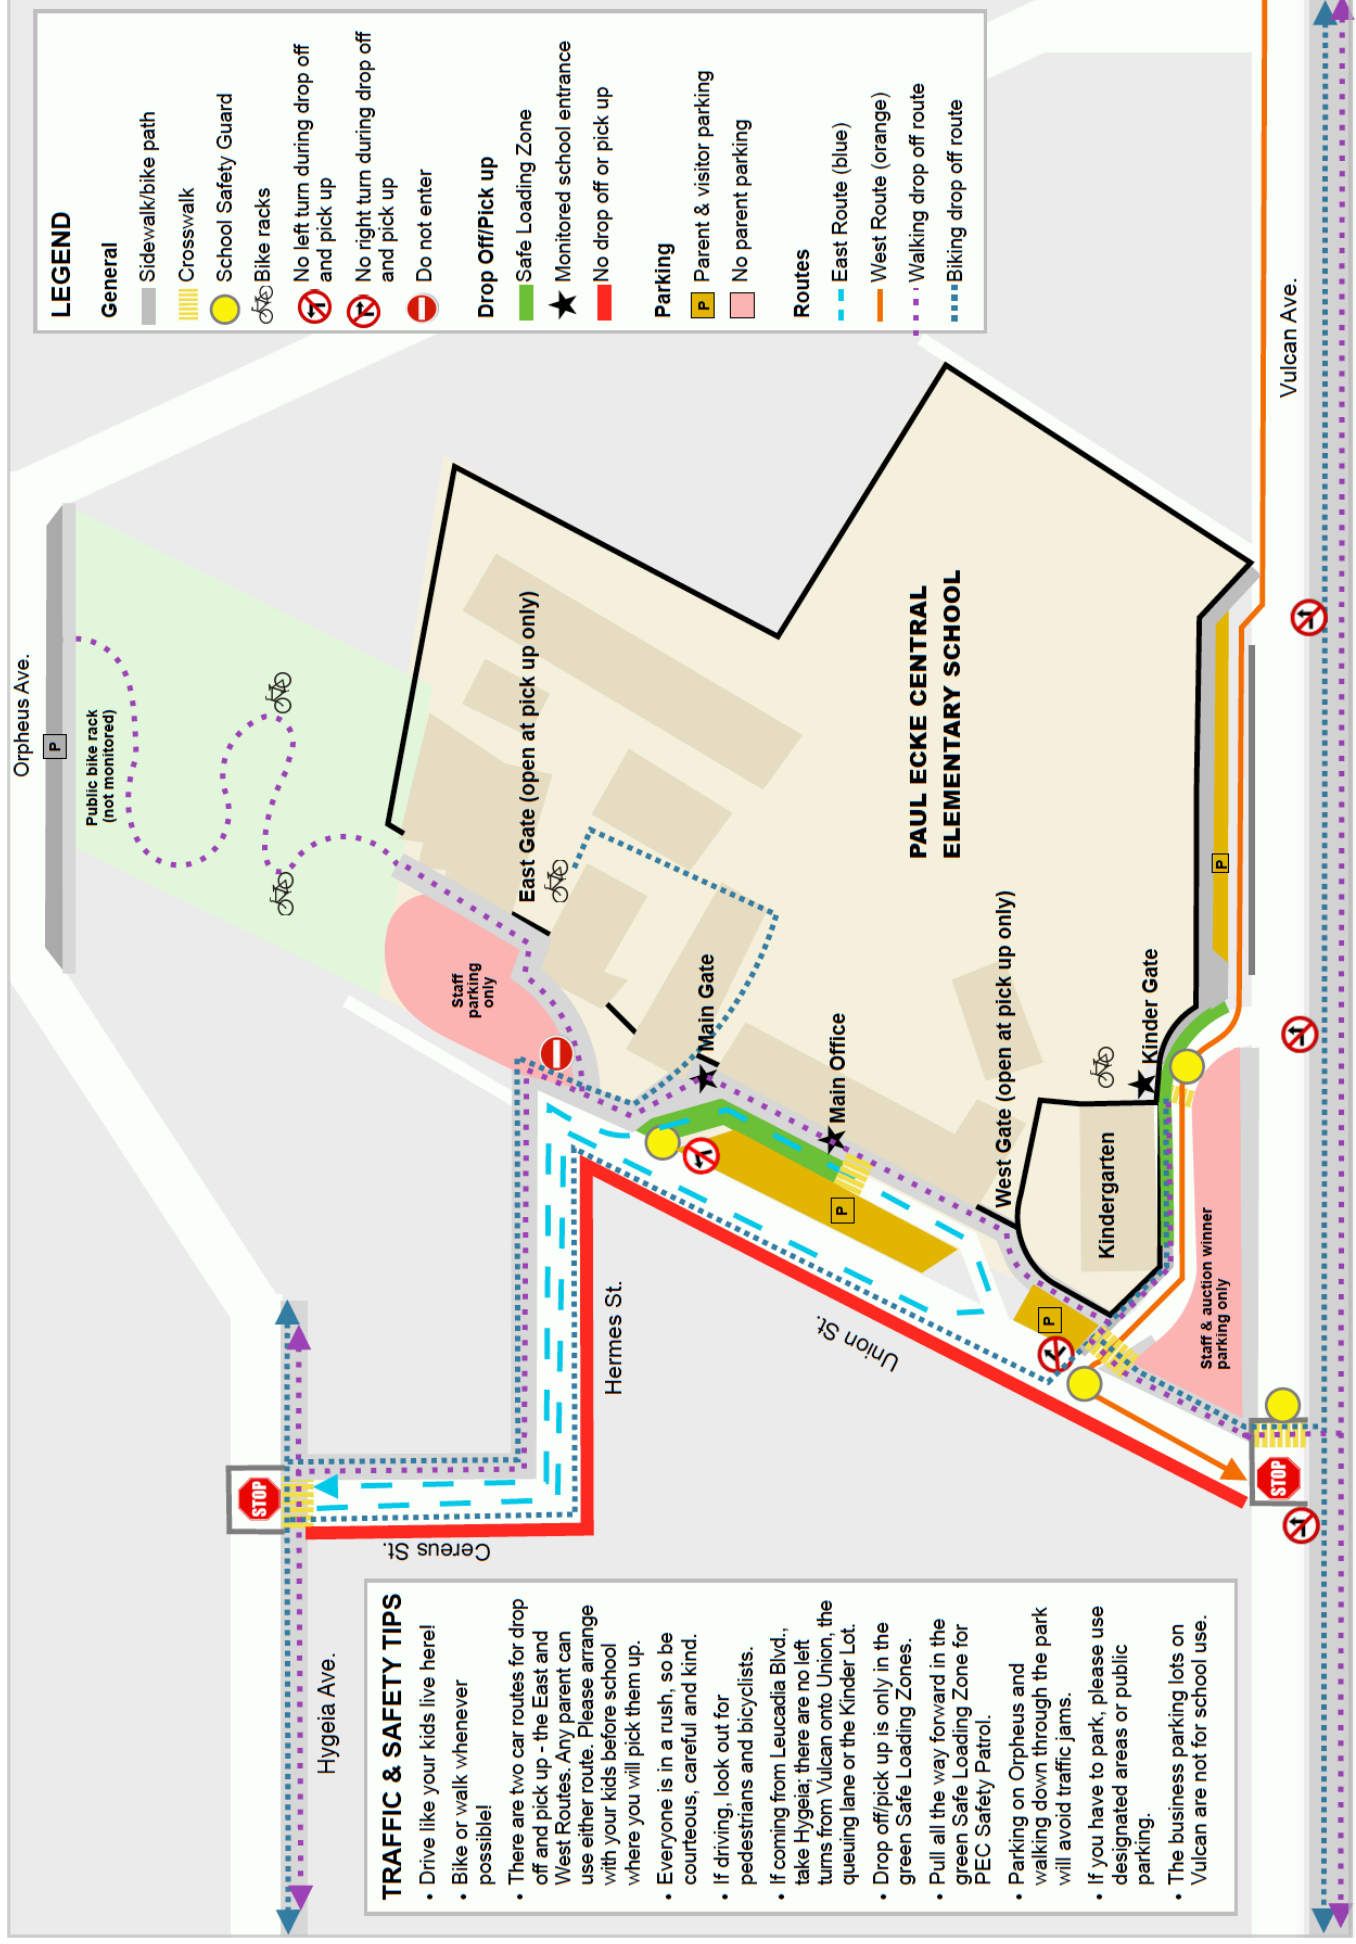 LEGEND
General
Sidewalk/bike path
Crosswalk
School Safety Guard
Bike racks
No left turn during drop off
and pick up
No right turn during drop off
and pick up
Do not enter
Drop Off/Pick up
Safe Loading Zone
Monitored school entrance
No drop off or pick up
Parking
P
Parent & visitor parking
No parent parking
Routes
East Route (blue)
West Route (orange)
Walking drop off route
Biking drop off route
Orpheus Ave.
P
Public bike rack
(not monitored)
East Gate (open at pick up only)
Staff
parking
only
Main Gate
Main Office
PAUL ECKE CENTRAL
ELEMENTARY SCHOOL
West Gate (open at pick up only)
Kinder Gate
Kindergarten
Staff & auction winner
parking only
P
P
P
Vulcan Ave.
Union St.
Hermes St.
Cereus St.
Hygeia Ave.
STOP
STOP
TRAFFIC & SAFETY TIPS
• Drive like your kids live here!
• Bike or walk whenever
possible!
• There are two car routes for drop
off and pick up - the East and
West Routes. Any parent can
use either route. Please arrange
with your kids before school
where you will pick them up.
• Everyone is in a rush, so be
courteous, careful and kind.
• If driving, look out for
pedestrians and bicyclists.
• If coming from Leucadia Blvd.,
take Hygeia; there are no left
turns from Vulcan onto Union, the
queuing lane or the Kinder Lot.
• Drop off/pick up is only in the
green Safe Loading Zones.
• Pull all the way forward in the
green Safe Loading Zone for
PEC Safety Patrol.
• Parking on Orpheus and
walking down through the park
will avoid traffic jams.
• If you have to park, please use
designated areas or public
parking.
• The business parking lots on
Vulcan are not for school use.